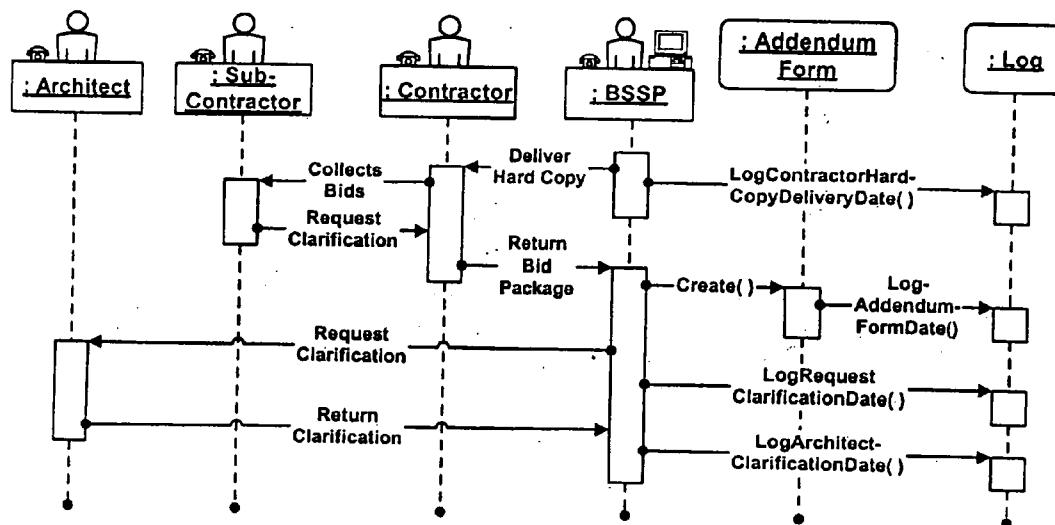 : Architect
: Sub-
Contractor
: Contractor
: BSSP
: Addendum
Form
: Log
Collects
Bids
Deliver
Hard Copy
LogContractorHard-
CopyDeliveryDate( )
Request
Clarification
Return
Bid
Package
Create( )
Log-
Addendum-
FormDate()
Request
Clarification
LogRequest
ClarificationDate( )
Return
Clarification
LogArchitect-
ClarificationDate( )